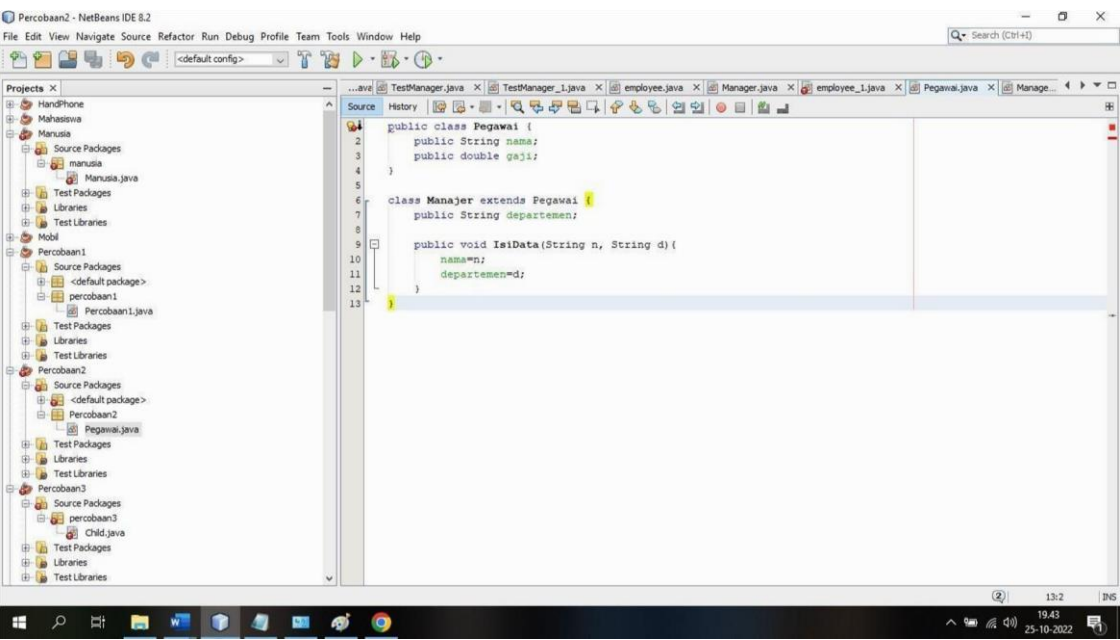 Percobaan2 - NetBeans IDE 8.2
File Edit View Navigate Source Refactor Run Debug Profile Team Tools Window Help
Search (Ctrl+I)
<default config>
Projects
...ava TestManager.java TestManager_1.java employee.java Manager.java employee_1.java Pegawai.java Manage...
Source History
HandPhone
Mahasiswa
Manusia
Source Packages
manusia
Manusia.java
Test Packages
Libraries
Test Libraries
Mobil
Percobaan1
Source Packages
<default package>
percobaan1
Percobaan1.java
Test Packages
Libraries
Test Libraries
Percobaan2
Source Packages
<default package>
Percobaan2
Pegawai.java
Test Packages
Libraries
Test Libraries
Percobaan3
Source Packages
percobaan3
Child.java
Test Packages
Libraries
Test Libraries
public class Pegawai {
2 public String nama;
3 public double gaji;
4 }
5
6 class Manajer extends Pegawai {
7 public String departemen;
8
9 public void IsiData(String n, String d){
10 nama=n;
11 departemen=d;
12 }
13 }
2 13:2 INS
19.43
25-10-2022